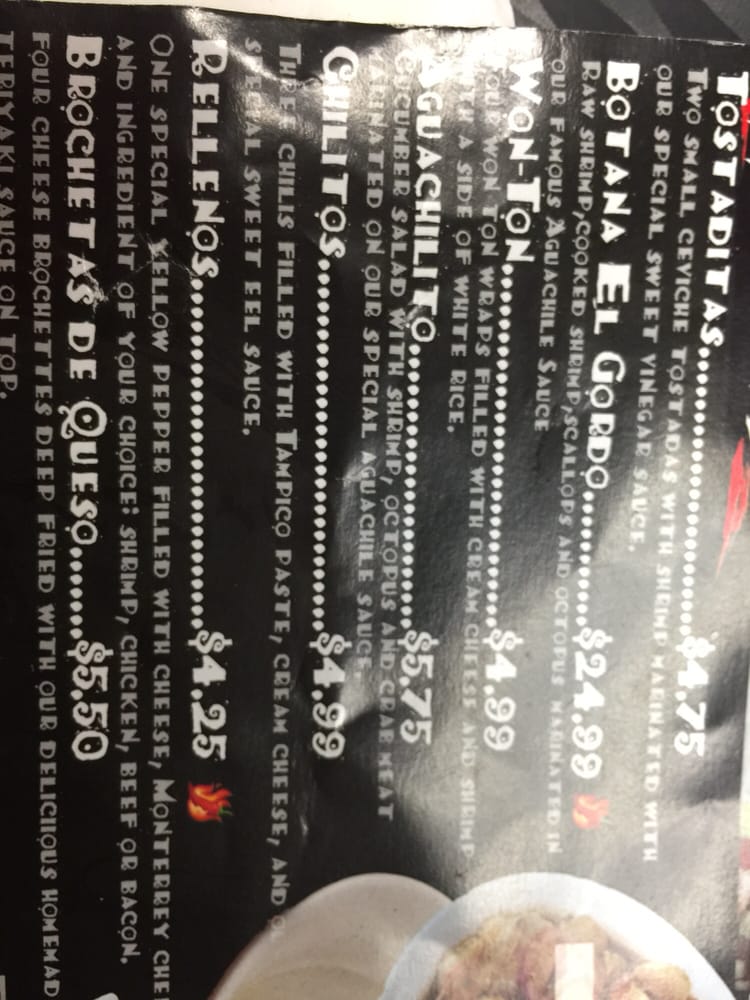 Tostaditas..............................$4.75
Two small ceviche tostadas with shrimp marinated with
our special sweet vinegar sauce.
Botana El Gordo..............$24.99
Raw shrimp, cooked shrimp, scallops and octopus marinated in
our famous Aguachile Sauce
Won-Ton....................................$4.99
Four won ton wraps filled with cream cheese and shrimp
with a side of white rice.
Aguachilito.............................$5.75
Cucumber salad with shrimp, octopus and crab meat
marinated on our special aguachile sauce.
Chilitos....................................$4.99
Three chilis filled with Tampico paste, cream cheese, and
special sweet eel sauce.
Rellenos...................................$4.25
One special yellow pepper filled with cheese, Monterrey
and ingredient of your choice: shrimp, chicken, beef or bacon.
Brochetas de Queso.......$5.50
four cheese brochettes deep fried with our delicious
teriyaki sauce on top.